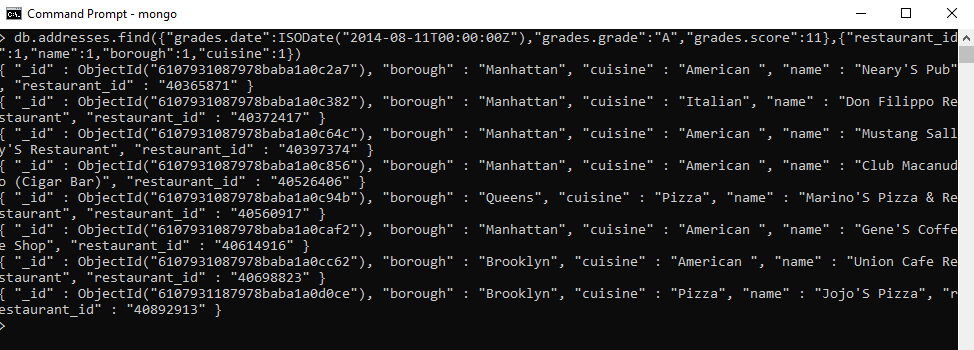 Command Prompt - mongo
> db.addresses.find({"grades.date":ISODate("2014-08-11T00:00:00Z"),"grades.grade":"A","grades.score":11},{"restaurant_id
":1,"name":1,"borough":1,"cuisine":1})
{ "_id" : ObjectId("6107931087978baba1a0c2a7"), "borough" : "Manhattan", "cuisine" : "American ", "name" : "Neary'S Pub"
, "restaurant_id" : "40365871" }
{ "_id" : ObjectId("6107931087978baba1a0c382"), "borough" : "Manhattan", "cuisine" : "Italian", "name" : "Don Filippo Re
staurant", "restaurant_id" : "40372417" }
{ "_id" : ObjectId("6107931087978baba1a0c64c"), "borough" : "Manhattan", "cuisine" : "American ", "name" : "Mustang Sall
y'S Restaurant", "restaurant_id" : "40397374" }
{ "_id" : ObjectId("6107931087978baba1a0c856"), "borough" : "Manhattan", "cuisine" : "American ", "name" : "Club Macanud
o (Cigar Bar)", "restaurant_id" : "40526406" }
{ "_id" : ObjectId("6107931087978baba1a0c94b"), "borough" : "Queens", "cuisine" : "Pizza", "name" : "Marino'S Pizza & Re
staurant", "restaurant_id" : "40560917" }
{ "_id" : ObjectId("6107931087978baba1a0caf2"), "borough" : "Manhattan", "cuisine" : "American ", "name" : "Gene'S Coffe
e Shop", "restaurant_id" : "40614916" }
{ "_id" : ObjectId("6107931087978baba1a0cc62"), "borough" : "Brooklyn", "cuisine" : "American ", "name" : "Union Cafe Re
staurant", "restaurant_id" : "40698823" }
{ "_id" : ObjectId("6107931187978baba1a0d0ce"), "borough" : "Brooklyn", "cuisine" : "Pizza", "name" : "Jojo'S Pizza", "r
estaurant_id" : "40892913" }
>